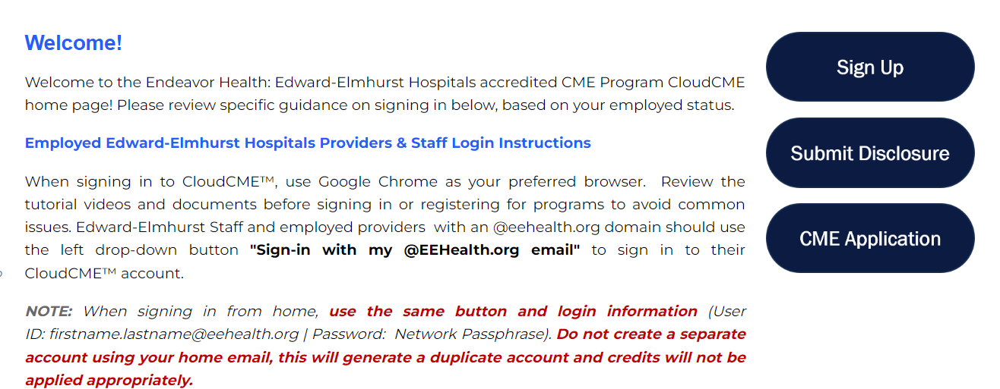 Welcome!
Welcome to the Endeavor Health: Edward-Elmhurst Hospitals accredited CME Program CloudCME
home page! Please review specific guidance on signing in below, based on your employed status.
Employed Edward-Elmhurst Hospitals Providers & Staff Login Instructions
When signing in to CloudCME™, use Google Chrome as your preferred browser.  Review the
tutorial videos and documents before signing in or registering for programs to avoid common
issues. Edward-Elmhurst Staff and employed providers  with an @eehealth.org domain should use
the left drop-down button "Sign-in with my @EEHealth.org email" to sign in to their
CloudCME™ account.
NOTE: When signing in from home, use the same button and login information (User
ID: firstname.lastname@eehealth.org | Password:  Network Passphrase). Do not create a separate
account using your home email, this will generate a duplicate account and credits will not be
applied appropriately.
Sign Up
Submit Disclosure
CME Application